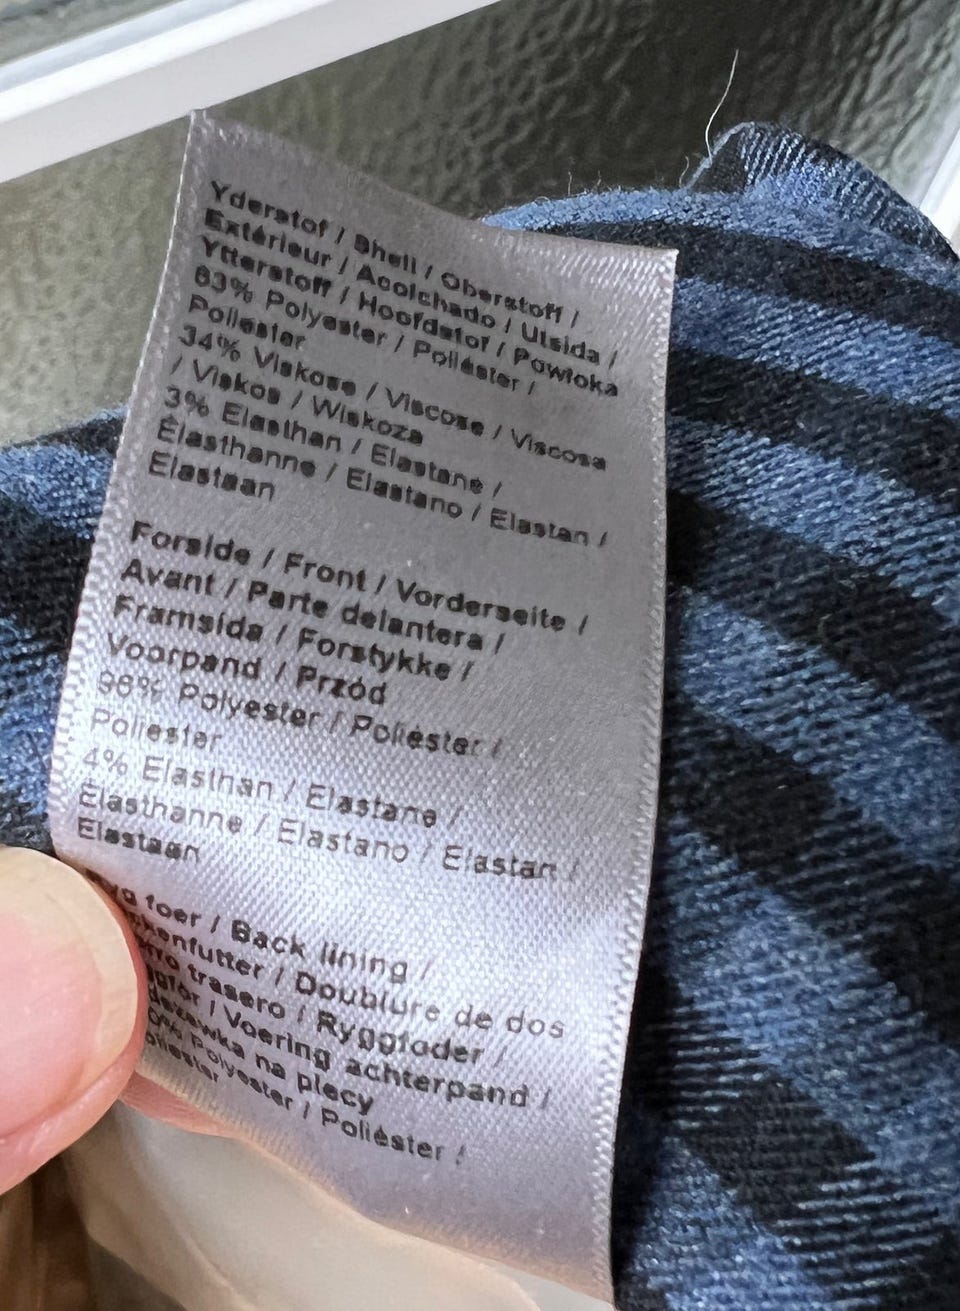 Yderstof / Shell / Oberstoff /
Extérieur / Acolchado / Utsida /
Ytterstoff / Hoofdstof / Powłoka
63% Polyester / Poliéster /
Poliester
34% Viskose / Viscose / Viscosa
/ Viskos / Wiskoza
3% Elasthan / Elastane /
Élasthanne / Elastano / Elastan /
Elastaan
Forside / Front / Vorderseite /
Avant / Parte delantera /
Framsida / Forstykke /
Voorpand / Przód
96% Polyester / Poliéster /
Poliester
4% Elasthan / Elastane /
Élasthanne / Elastano / Elastan /
Elastaan
foer / Back lining /
/ Doublure de dos
trasero / Ryggfoder /
/ Voering achterpand /
na plecy
Polyester / Poliéster /